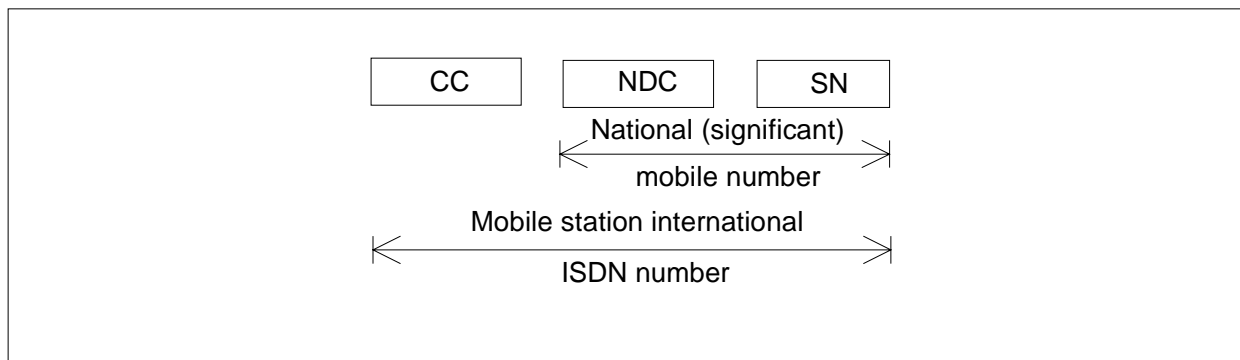 CC NDC SN
National (significant)
mobile number
Mobile station international
ISDN number